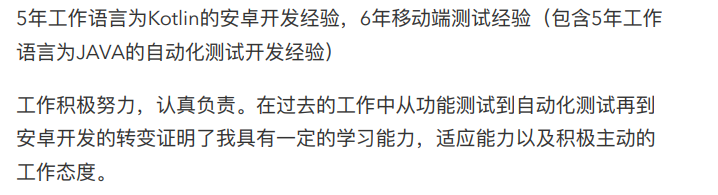 5年工作语言为Kotlin的安卓开发经验，6年移动端测试经验（包含5年工作
语言为JAVA的自动化测试开发经验）
工作积极努力，认真负责。在过去的工作中从功能测试到自动化测试再到
安卓开发的转变证明了我具有一定的学习能力，适应能力以及积极主动的
工作态度。